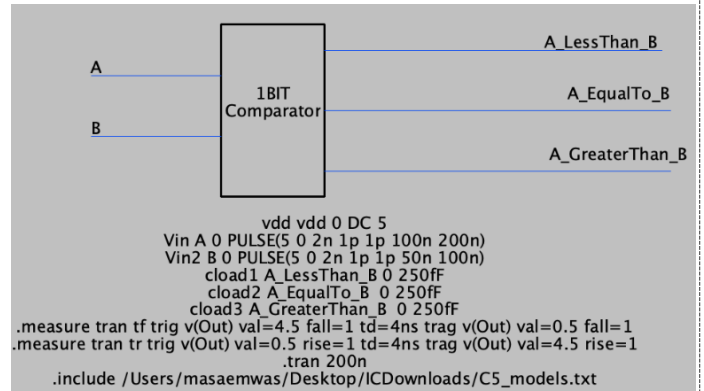 A_LessThan_B
A
1BIT
Comparator
A_EqualTo_B
B
A_GreaterThan_B
vdd vdd 0 DC 5
Vin A 0 PULSE(5 0 2n 1p 1p 100n 200n)
Vin2 B 0 PULSE(5 0 2n 1p 1p 50n 100n)
cload1 A_LessThan_B 0 250fF
cload2 A_EqualTo_B 0 250fF
cload3 A_GreaterThan_B 0 250fF
.measure tran tf trig v(Out) val=4.5 fall=1 td=4ns trag v(Out) val=0.5 fall=1
.measure tran tr trig v(Out) val=0.5 rise=1 td=4ns trag v(Out) val=4.5 rise=1
.tran 200n
.include /Users/masaemwas/Desktop/ICDownloads/C5_models.txt